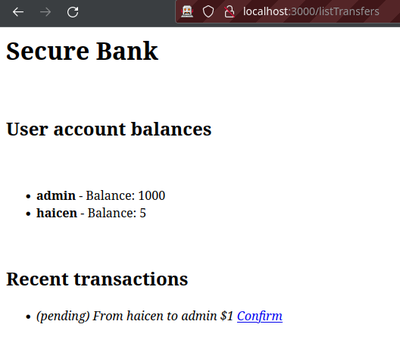 localhost:3000/listTransfers
Secure Bank
User account balances
admin - Balance: 1000
haicen - Balance: 5
Recent transactions
(pending) From haicen to admin $1 Confirm